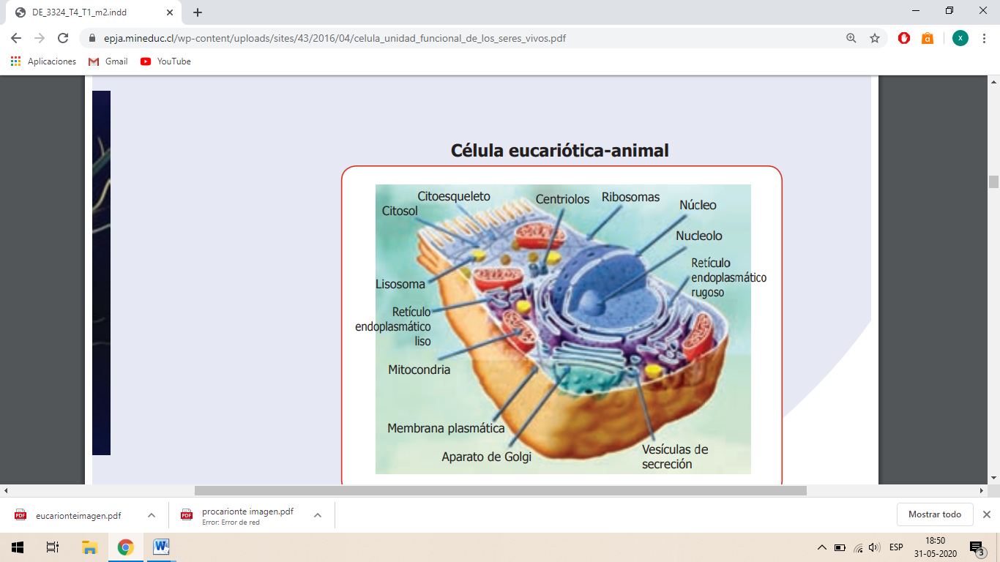 DE_3324_T4_T1_m2.indd
epja.mineduc.cl/wp-content/uploads/sites/43/2016/04/celula_unidad_funcional_de_los_seres_vivos.pdf
x
Aplicaciones
Gmail
YouTube
Célula eucariótica-animal
Citoesqueleto
Citosol
Centriolos
Ribosomas
Núcleo
Nucleolo
Retículo
endoplasmático
rugoso
Lisosoma
Retículo
endoplasmático
liso
Mitocondria
Membrana plasmática
Aparato de Golgi
Vesículas de
secreción
PDF
eucarionteimagen.pdf
PDF
procarionte imagen.pdf
Error: Error de red
Mostrar todo
W
ESP
18:50
31-05-2020
3